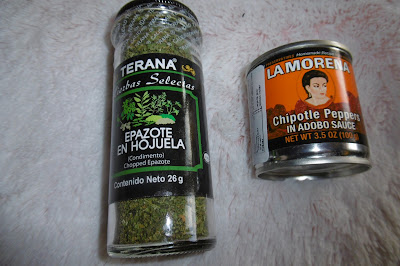 TERANA
Hierbas Selectas
EPAZOTE
EN HOJUELA
(Condimento)
Chopped Epazote
Contenido Neto 26 g
LA MORENA
Chipotle Peppers
IN ADOBO SAUCE
NET WT 3.5 OZ